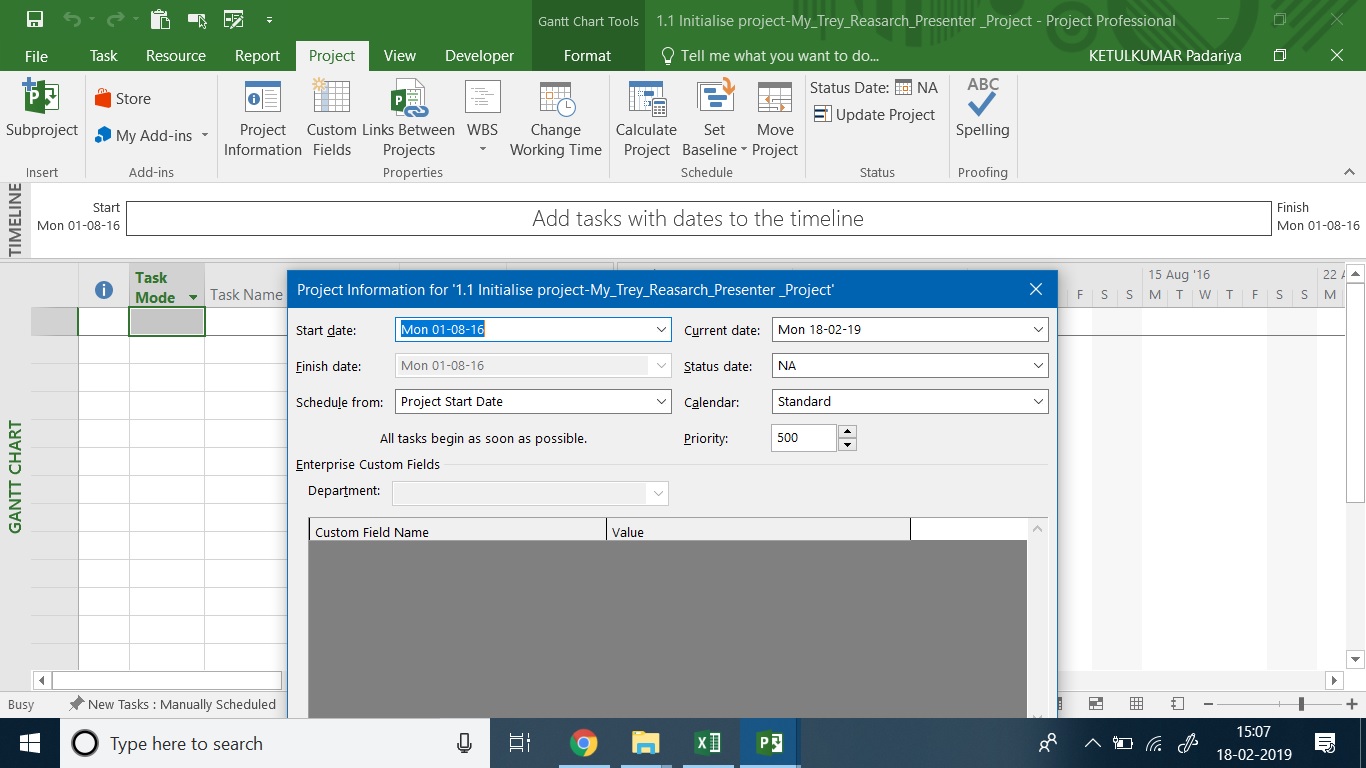 Gantt Chart Tools
1.1 Initialise project-My_Trey_Reasarch_Presenter _Project - Project Professional
File Task Resource Report Project View Developer Format Tell me what you want to do... KETULKUMAR Padariya
Subproject
Store
My Add-ins
Project Information
Custom Fields
Links Between Projects
WBS
Change Working Time
Calculate Project
Set Baseline
Move Project
Status Date: NA
Update Project
ABC
Spelling
Insert Add-ins Properties Schedule Status Proofing
TIMELINE
Start
Mon 01-08-16
Add tasks with dates to the timeline
Finish
Mon 01-08-16
GANTT CHART
Task Mode
Task Name
15 Aug '16
22 A
F S S M T W T F S S M
Project Information for '1.1 Initialise project-My_Trey_Reasarch_Presenter _Project'
Start date: Mon 01-08-16 Current date: Mon 18-02-19
Finish date: Mon 01-08-16 Status date: NA
Schedule from: Project Start Date Calendar: Standard
All tasks begin as soon as possible. Priority: 500
Enterprise Custom Fields
Department:
Custom Field Name Value
Busy New Tasks : Manually Scheduled
Type here to search
15:07
18-02-2019